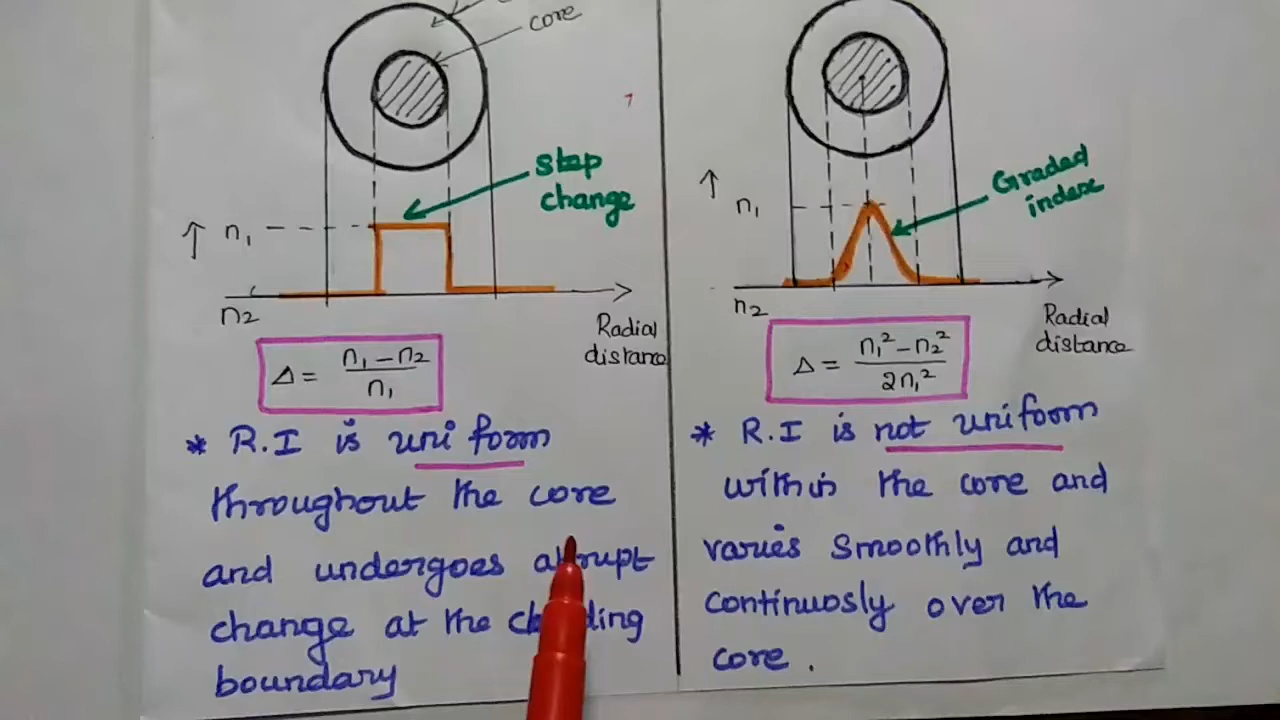 core
step
change
↑ n₁
n₂
Radial
distance
Δ = (n₁ - n₂) / n₁
* R.I is uniform
throughout the core
and undergoes abrupt
change at the cladding
boundary
Graded
index
↑ n₁
n₂
Radial
distance
Δ = (n₁² - n₂²) / 2n₁²
* R.I is not uniform
within the core and
varies smoothly and
continuosly over the
core.